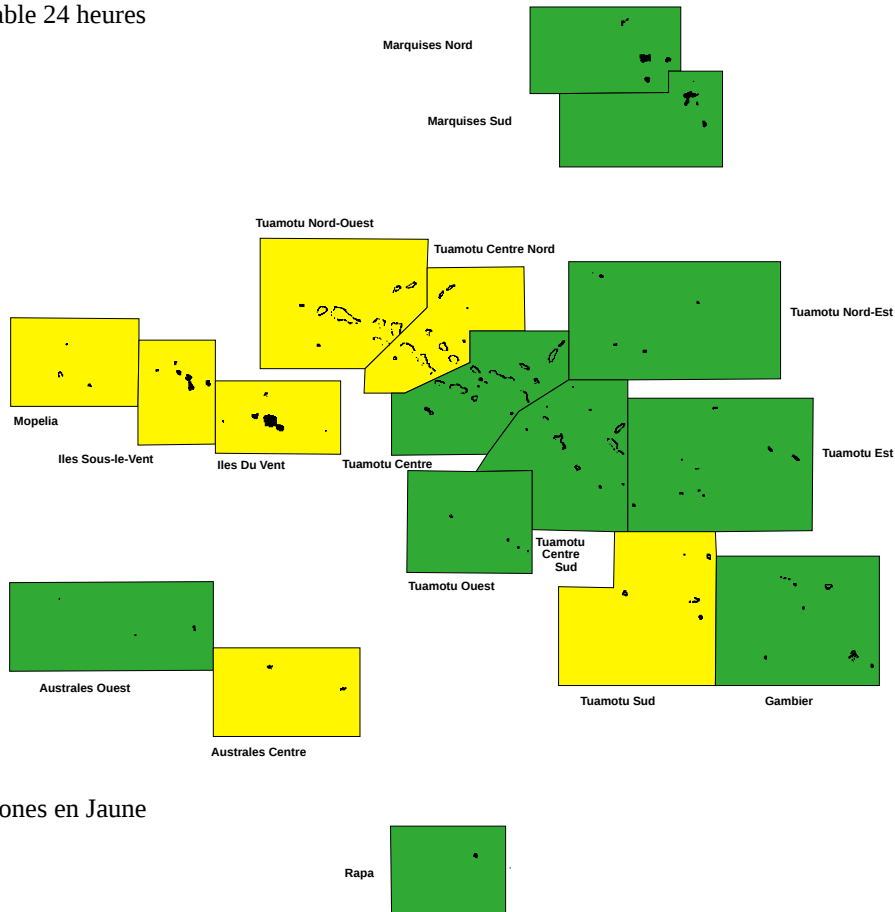 able 24 heures
Marquises Nord
Marquises Sud
Tuamotu Nord-Ouest
Tuamotu Centre Nord
Tuamotu Nord-Est
Mopelia
Iles Sous-le-Vent
Iles Du Vent
Tuamotu Centre
Tuamotu Est
Tuamotu
Centre
Sud
Tuamotu Ouest
Australes Ouest
Tuamotu Sud
Gambier
Australes Centre
ones en Jaune
Rapa